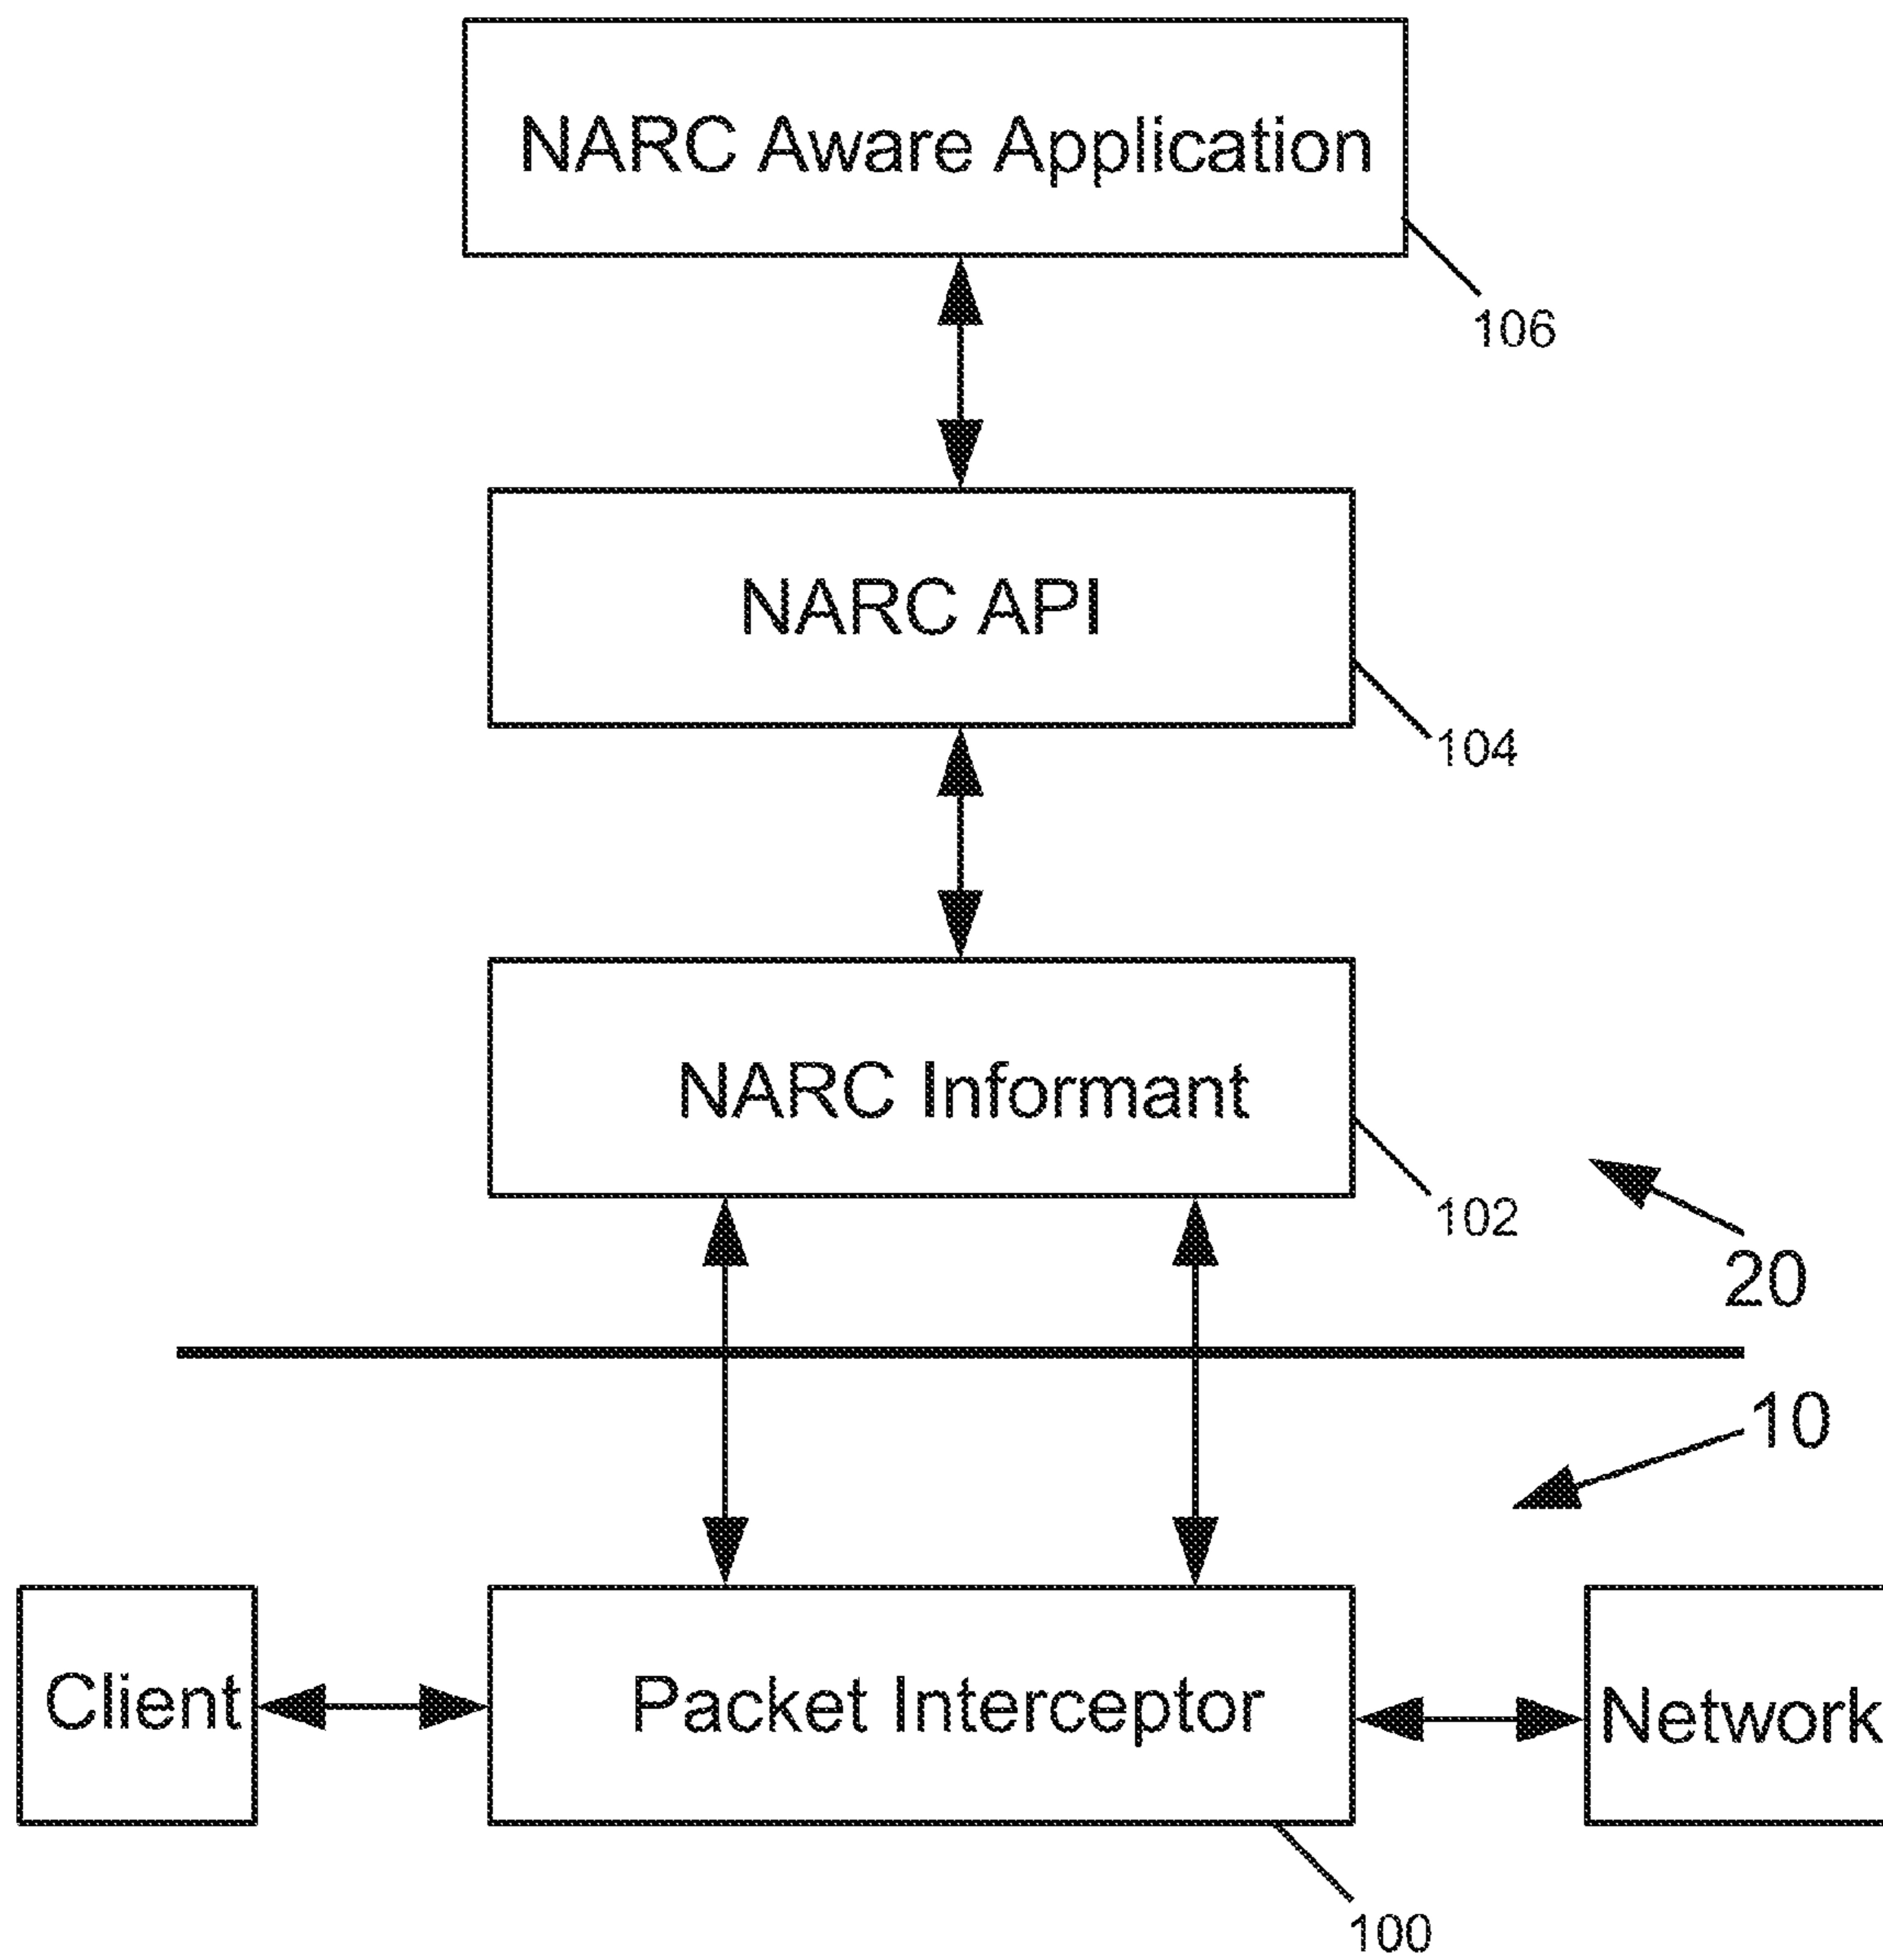 NARC Aware Application
106
NARC API
104
NARC Informant
102
20
10
Client
Packet Interceptor
Network
100